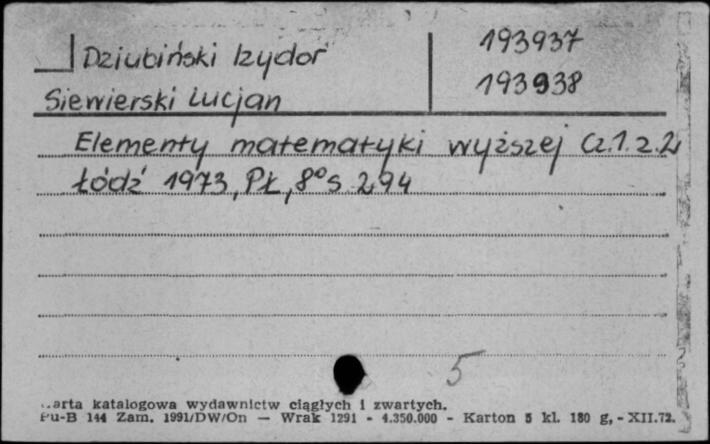 Dziubiński Izydor
193937
193938
Siewierski Lucjan
Elementy matematyki wyższej Cz.1.z.2
Łódź 1973, PŁ, 8° s. 294
5
Karta katalogowa wydawnictw ciągłych i zwartych.
Pu-B 144 Zam. 1991/DW/On — Wrak 1291 - 4.350.000 - Karton 5 kl. 180 g, - XII.72.